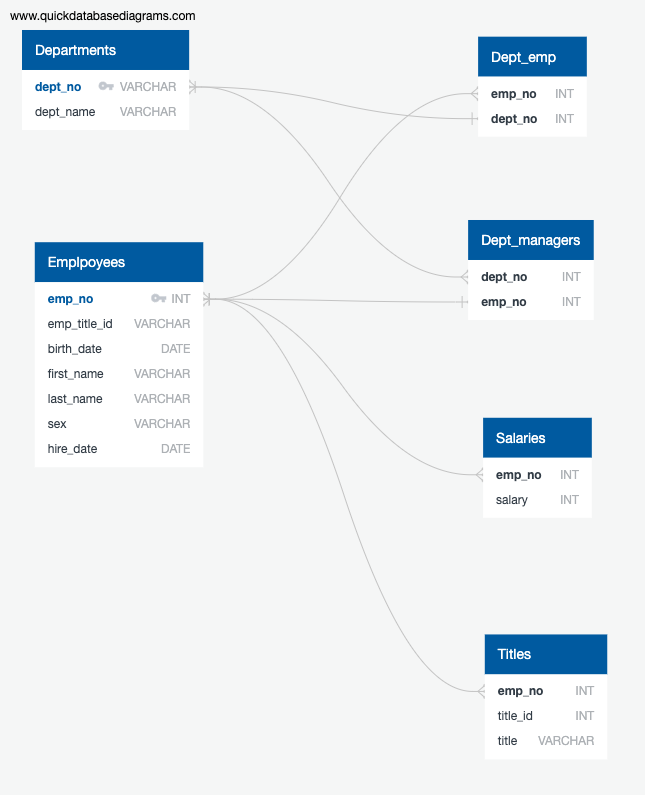 www.quickdatabasediagrams.com
Departments
dept_no VARCHAR
dept_name VARCHAR
Dept_emp
emp_no INT
dept_no INT
Dept_managers
dept_no INT
emp_no INT
Emplpoyees
emp_no INT
emp_title_id VARCHAR
birth_date DATE
first_name VARCHAR
last_name VARCHAR
sex VARCHAR
hire_date DATE
Salaries
emp_no INT
salary INT
Titles
emp_no INT
title_id INT
title VARCHAR